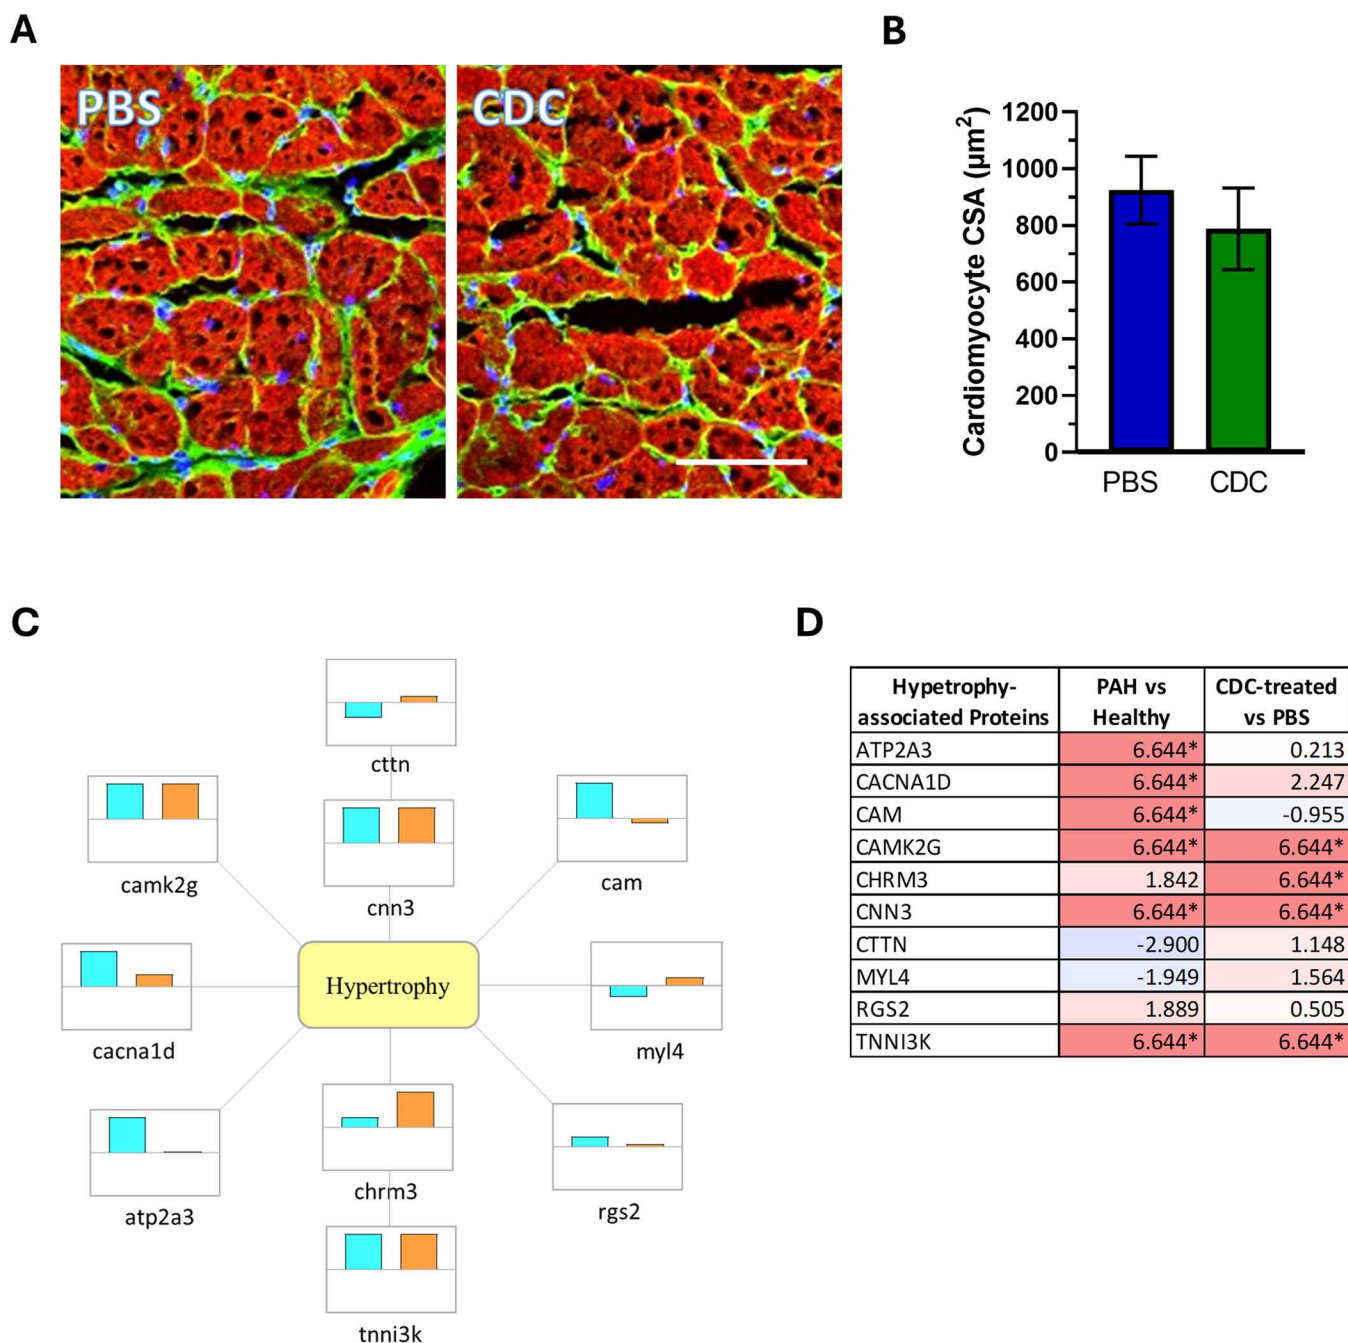 A
PBS
CDC
B
Cardiomyocyte CSA (µm²)
1200
1000
800
600
400
200
0
PBS
CDC
C
cttn
camk2g
cnn3
cam
cacna1d
Hypertrophy
myl4
atp2a3
chrm3
rgs2
tnni3k
D
Hypetrophy-associated Proteins PAH vs Healthy CDC-treated vs PBS
ATP2A3 6.644* 0.213
CACNA1D 6.644* 2.247
CAM 6.644* -0.955
CAMK2G 6.644* 6.644*
CHRM3 1.842 6.644*
CNN3 6.644* 6.644*
CTTN -2.900 1.148
MYL4 -1.949 1.564
RGS2 1.889 0.505
TNNI3K 6.644* 6.644*